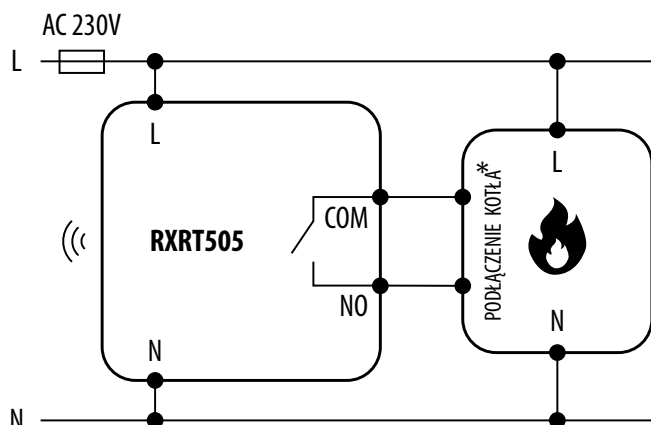 AC 230V
L
L
L
COM
RXRT505
NO
PODŁĄCZENIE KOTŁA*
N
N
N